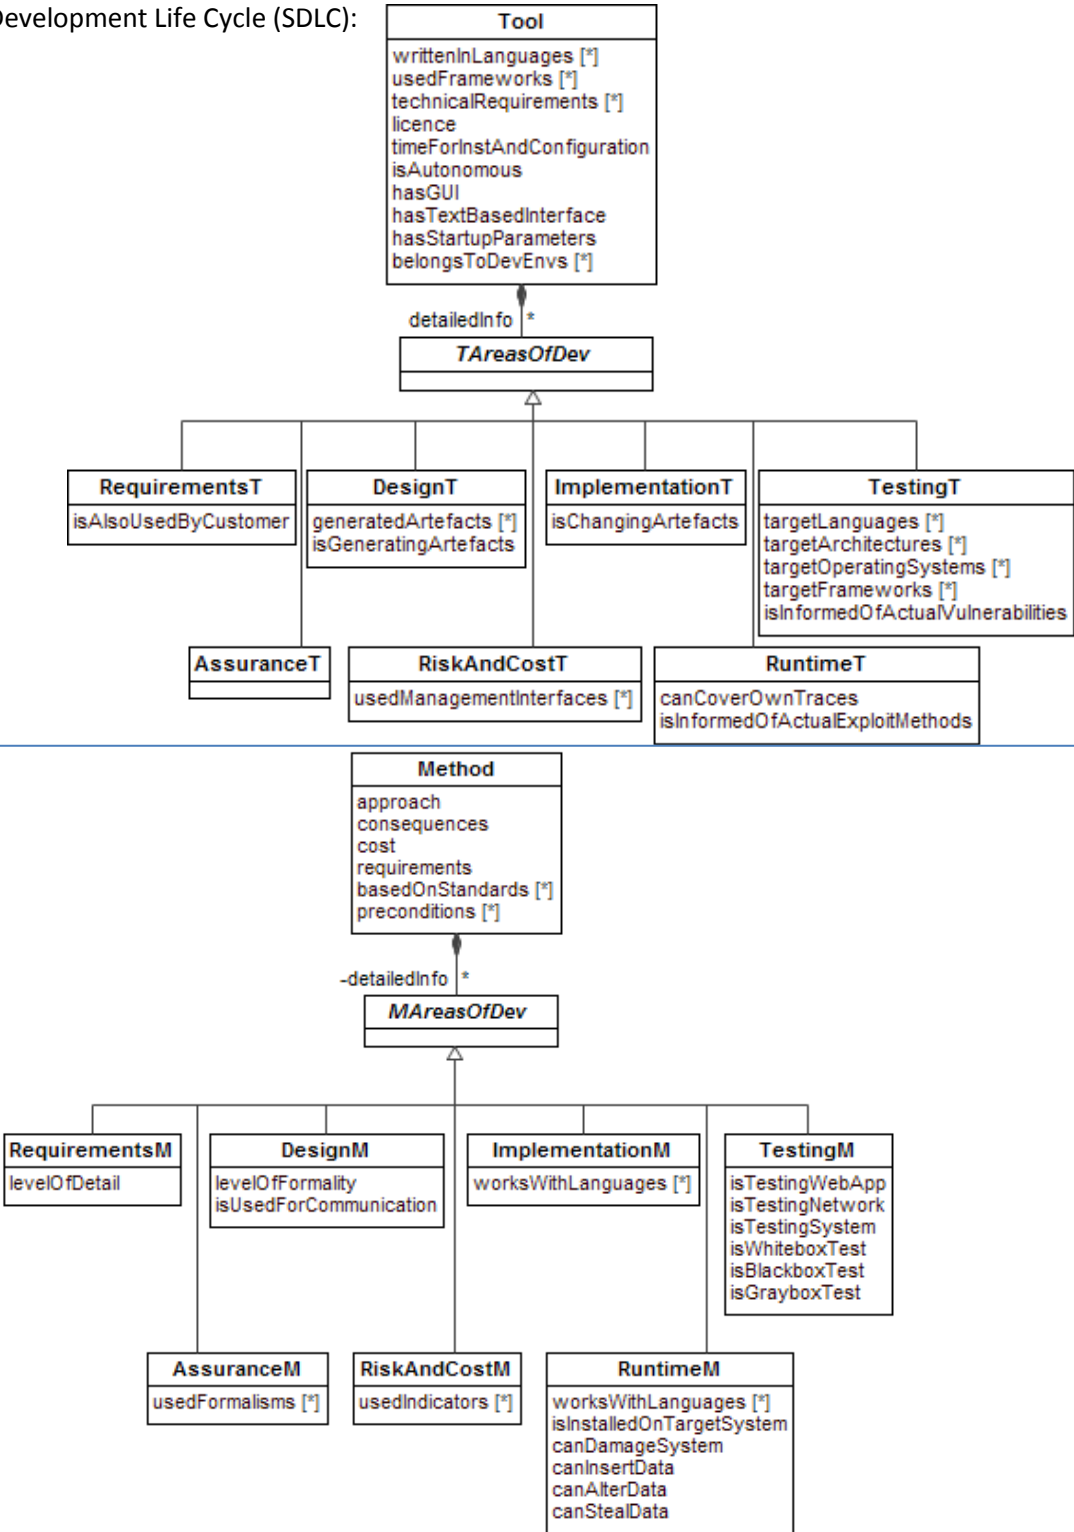 Development Life Cycle (SDLC):
Tool
writtenInLanguages [*]
usedFrameworks [*]
technicalRequirements [*]
licence
timeForInstAndConfiguration
isAutonomous
hasGUI
hasTextBasedInterface
hasStartupParameters
belongsToDevEnvs [*]
detailedInfo *
TAreasOfDev
RequirementsT
isAlsoUsedByCustomer
DesignT
generatedArtefacts [*]
isGeneratingArtefacts
ImplementationT
isChangingArtefacts
TestingT
targetLanguages [*]
targetArchitectures [*]
targetOperatingSystems [*]
targetFrameworks [*]
isInformedOfActualVulnerabilities
AssuranceT
RiskAndCostT
usedManagementInterfaces [*]
RuntimeT
canCoverOwnTraces
isInformedOfActualExploitMethods
Method
approach
consequences
cost
requirements
basedOnStandards [*]
preconditions [*]
-detailedInfo *
MAreasOfDev
RequirementsM
levelOfDetail
DesignM
levelOfFormality
isUsedForCommunication
ImplementationM
worksWithLanguages [*]
TestingM
isTestingWebApp
isTestingNetwork
isTestingSystem
isWhiteboxTest
isBlackboxTest
isGrayboxTest
AssuranceM
usedFormalisms [*]
RiskAndCostM
usedIndicators [*]
RuntimeM
worksWithLanguages [*]
isInstalledOnTargetSystem
canDamageSystem
canInsertData
canAlterData
canStealData